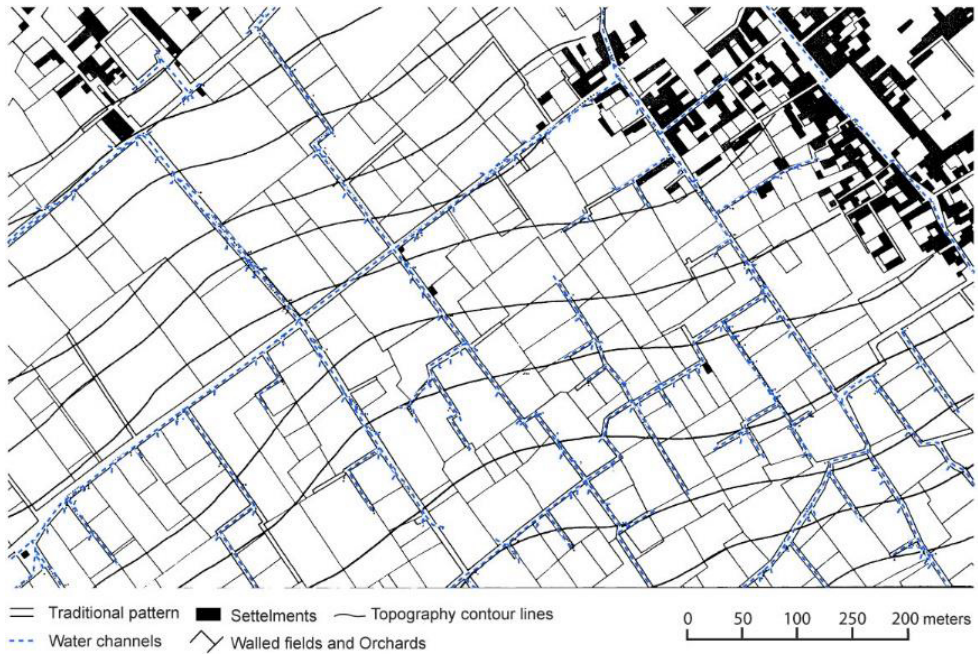 Traditional pattern Settelments Topography contour lines
Water channels Walled fields and Orchards
0 50 100 250 200 meters